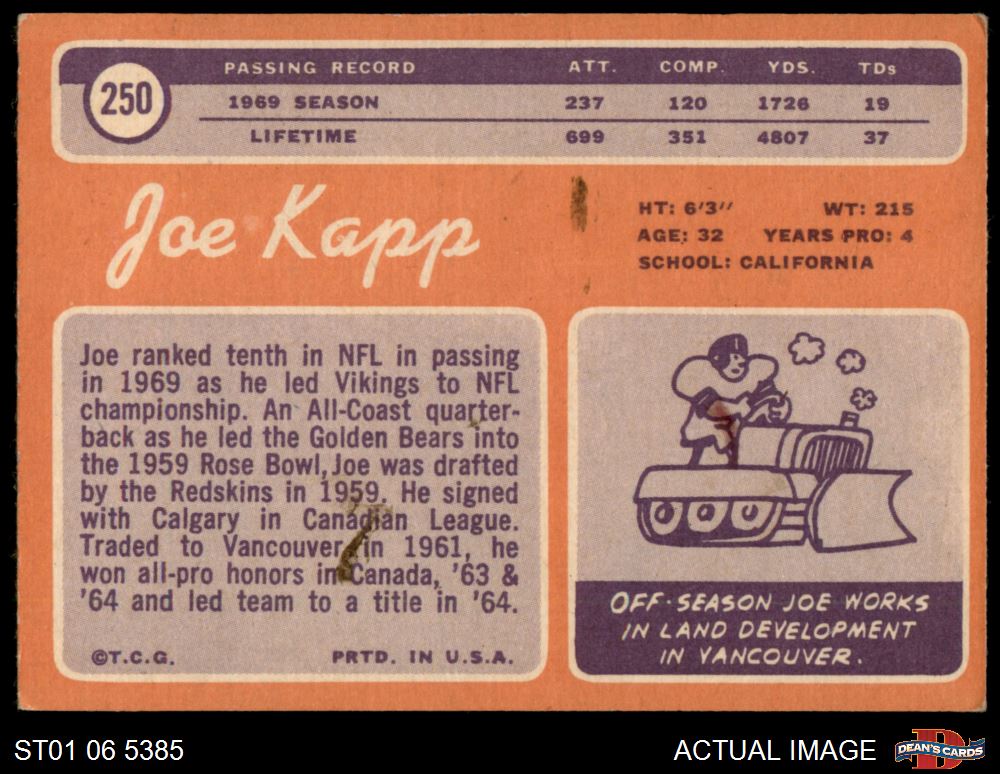 250
PASSING RECORD ATT. COMP. YDS. TDs
1969 SEASON 237 120 1726 19
LIFETIME 699 351 4807 37
Joe Kapp
HT: 6'3" WT: 215
AGE: 32 YEARS PRO: 4
SCHOOL: CALIFORNIA
Joe ranked tenth in NFL in passing
in 1969 as he led Vikings to NFL
championship. An All-Coast quarter-
back as he led the Golden Bears into
the 1959 Rose Bowl, Joe was drafted
by the Redskins in 1959. He signed
with Calgary in Canadian League.
Traded to Vancouver in 1961, he
won all-pro honors in Canada, '63 &
'64 and led team to a title in '64.
©T.C.G. PRTD. IN U.S.A.
OFF-SEASON JOE WORKS
IN LAND DEVELOPMENT
IN VANCOUVER.
ST01 06 5385
ACTUAL IMAGE
D
DEAN'S CARDS